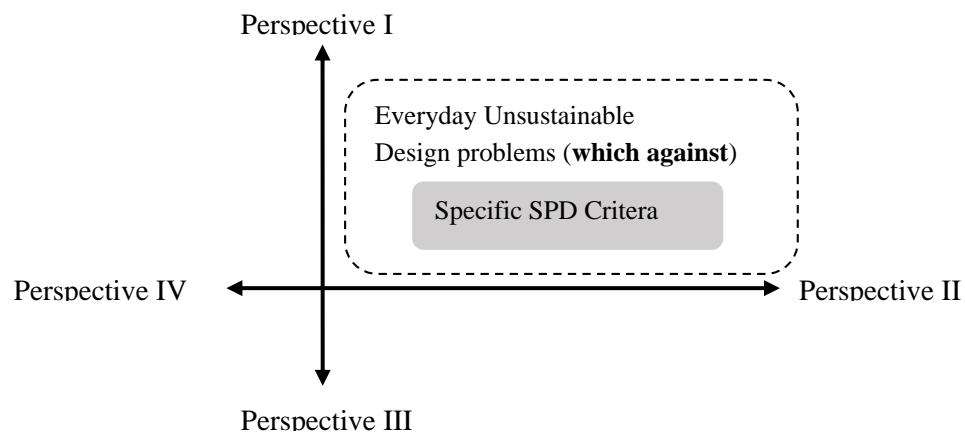 Perspective I
Everyday Unsustainable
Design problems (which against)
Specific SPD Critera
Perspective IV
Perspective II
Perspective III